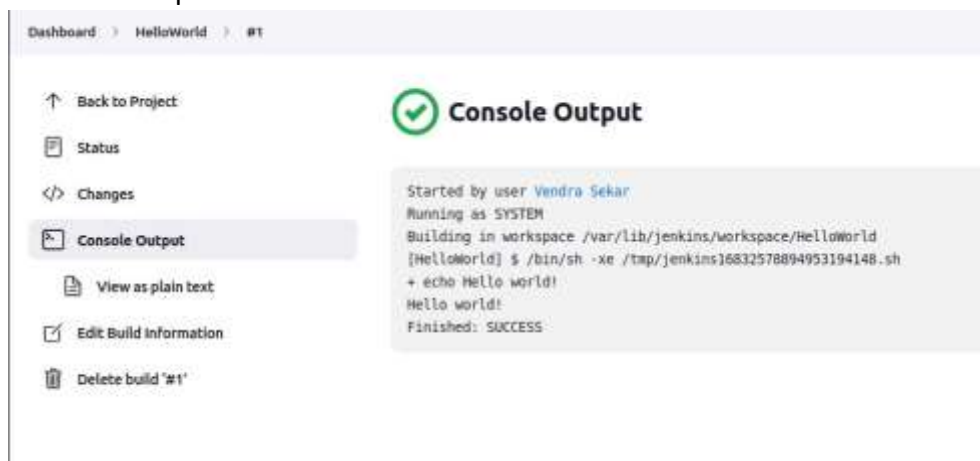 Dashboard > HelloWorld > #1
Back to Project
Status
Changes
Console Output
View as plain text
Edit Build Information
Delete build '#1'
Console Output
Started by user Vendra Sekar
Running as SYSTEM
Building in workspace /var/lib/jenkins/workspace/HelloWorld
[HelloWorld] $ /bin/sh -xe /tmp/jenkins16832578894953194148.sh
+ echo Hello world!
Hello world!
Finished: SUCCESS